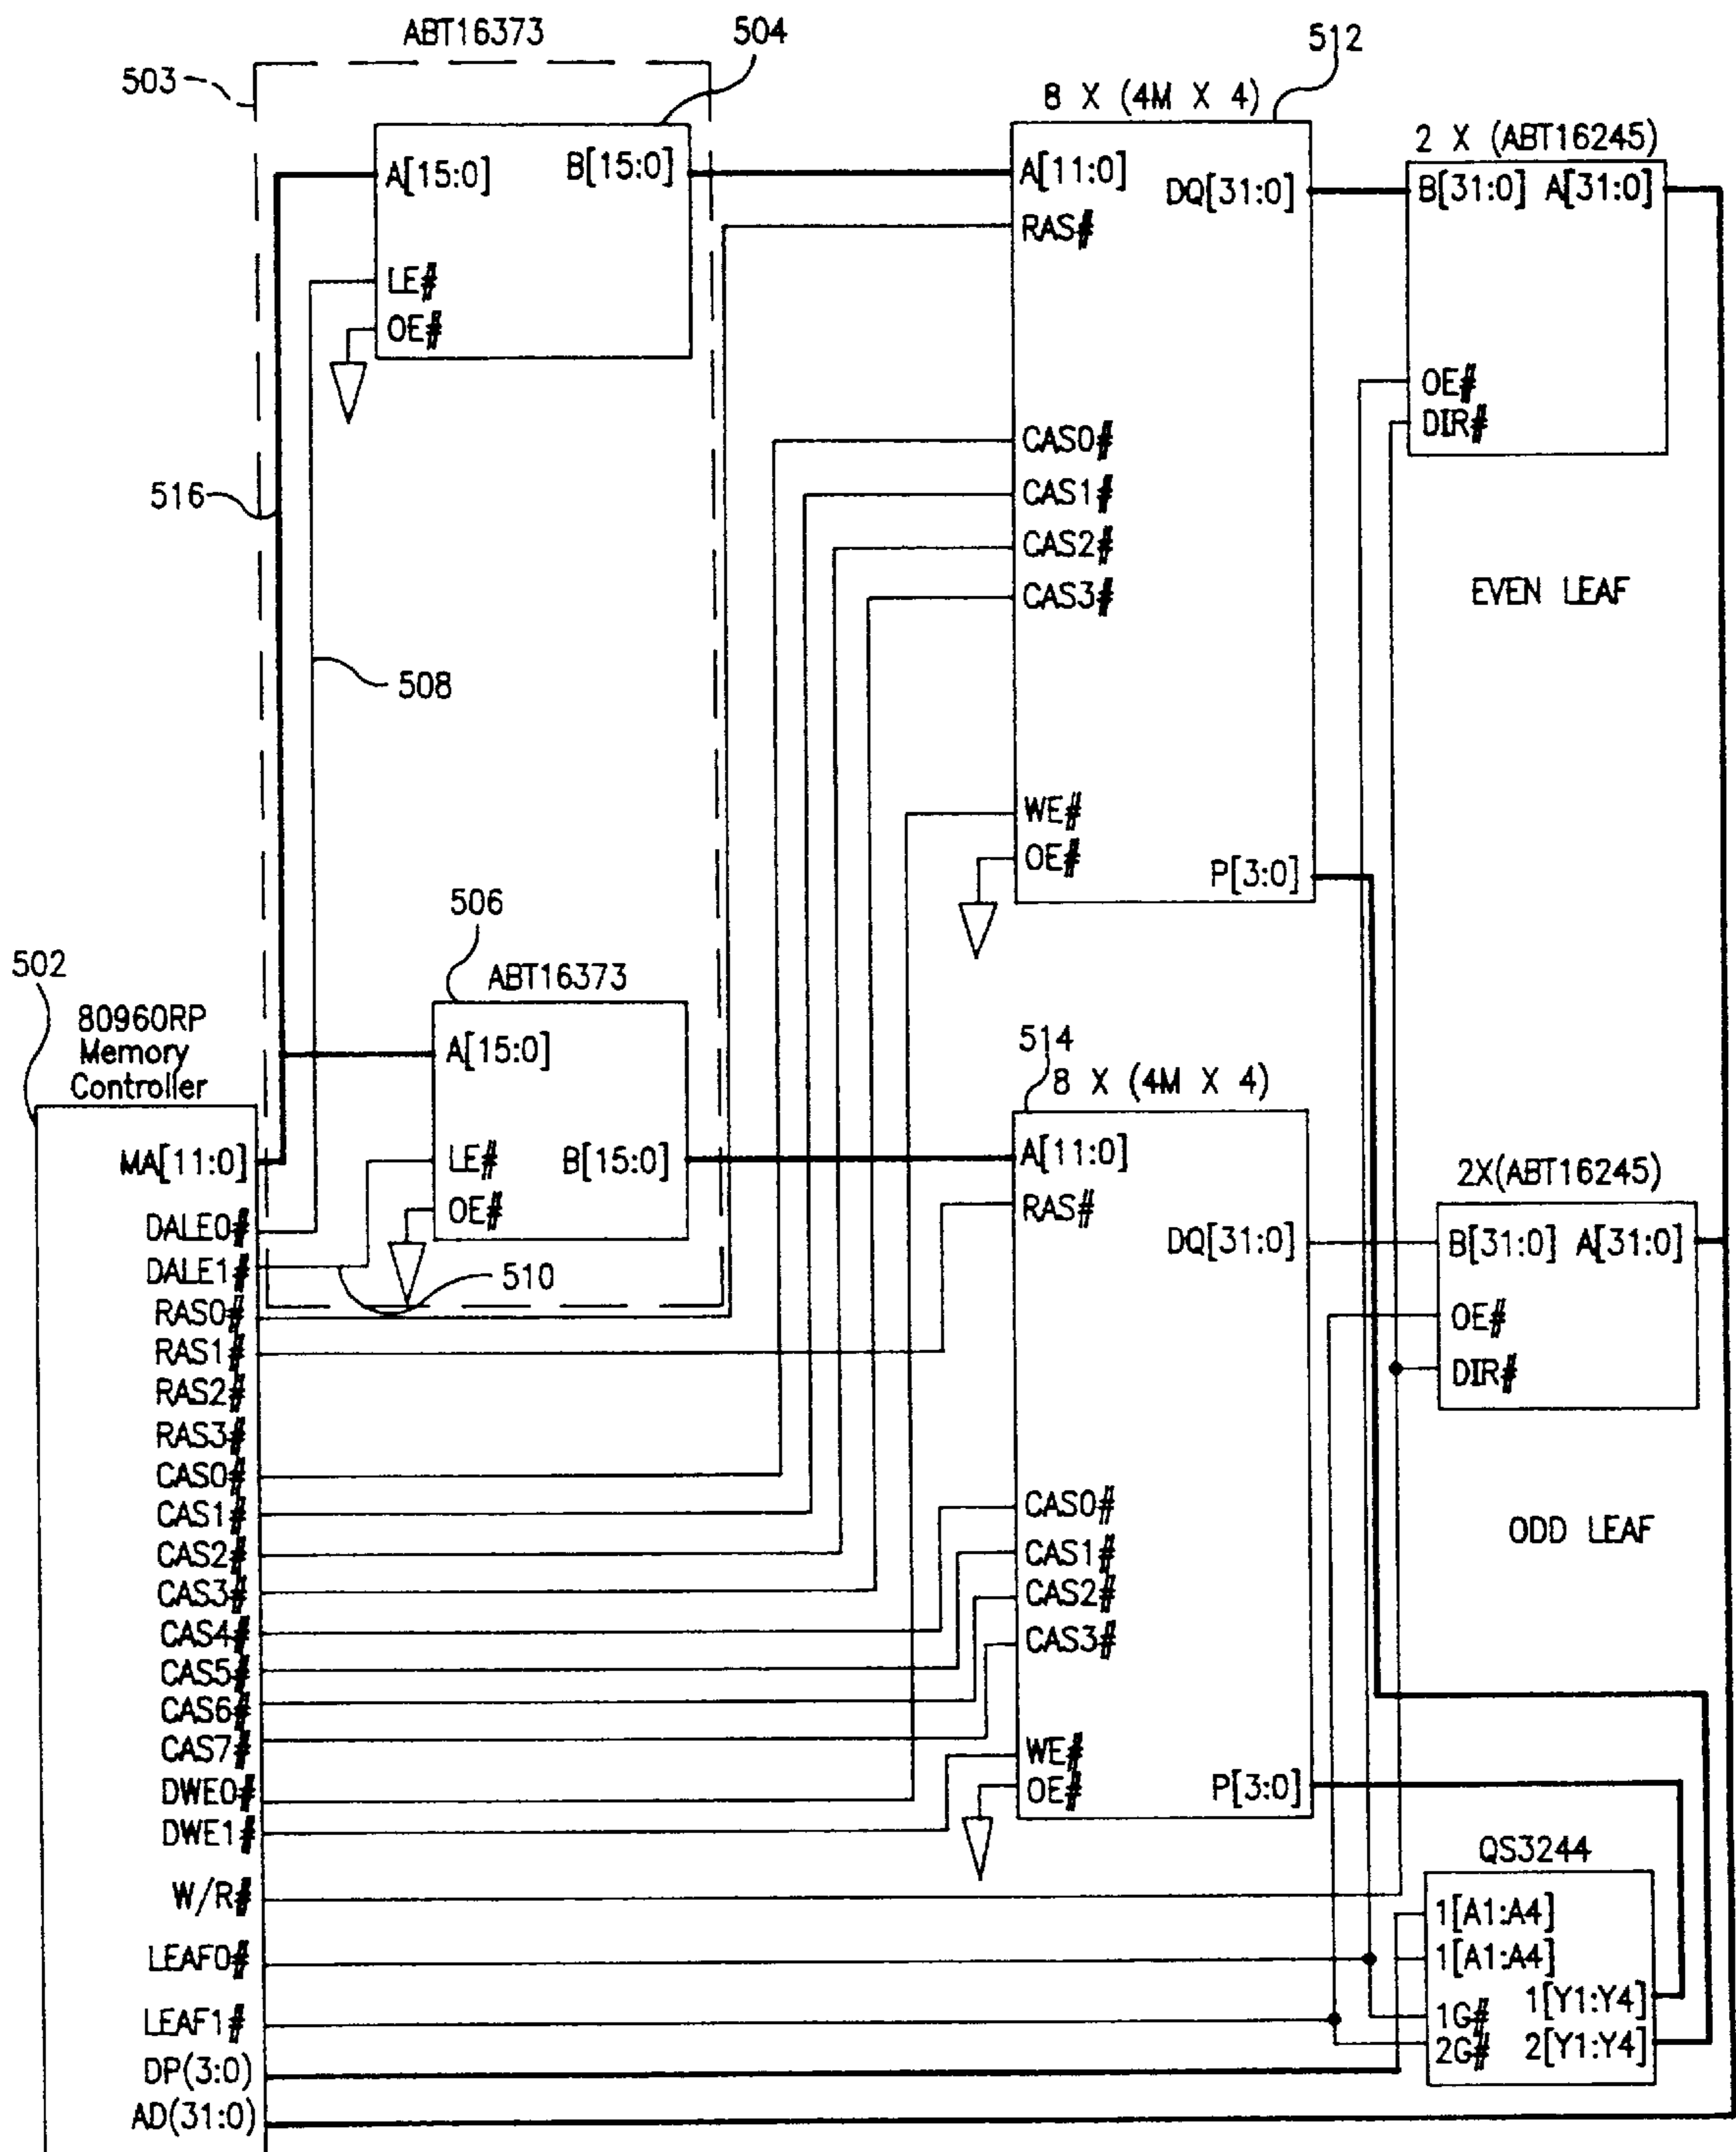 ABT16373
504
503
512
8 X (4M X 4)
2 X (ABT16245)
A[15:0]
B[15:0]
LE#
OE#
A[11:0]
RAS#
DQ[31:0]
CAS0#
CAS1#
CAS2#
CAS3#
WE#
OE#
P[3:0]
B[31:0] A[31:0]
OE#
DIR#
EVEN LEAF
516
508
506
ABT16373
A[15:0]
LE#
OE#
B[15:0]
510
502
80960RP
Memory
Controller
MA[11:0]
DALE0#
DALE1#
RAS0#
RAS1#
RAS2#
RAS3#
CAS0#
CAS1#
CAS2#
CAS3#
CAS4#
CAS5#
CAS6#
CAS7#
DWE0#
DWE1#
W/R#
LEAF0#
LEAF1#
DP(3:0)
AD(31:0)
514
8 X (4M X 4)
A[11:0]
RAS#
DQ[31:0]
CAS0#
CAS1#
CAS2#
CAS3#
WE#
OE#
P[3:0]
2X(ABT16245)
B[31:0] A[31:0]
OE#
DIR#
ODD LEAF
QS3244
1[A1:A4]
1[A1:A4]
1G#
2G#
1[Y1:Y4]
2[Y1:Y4]